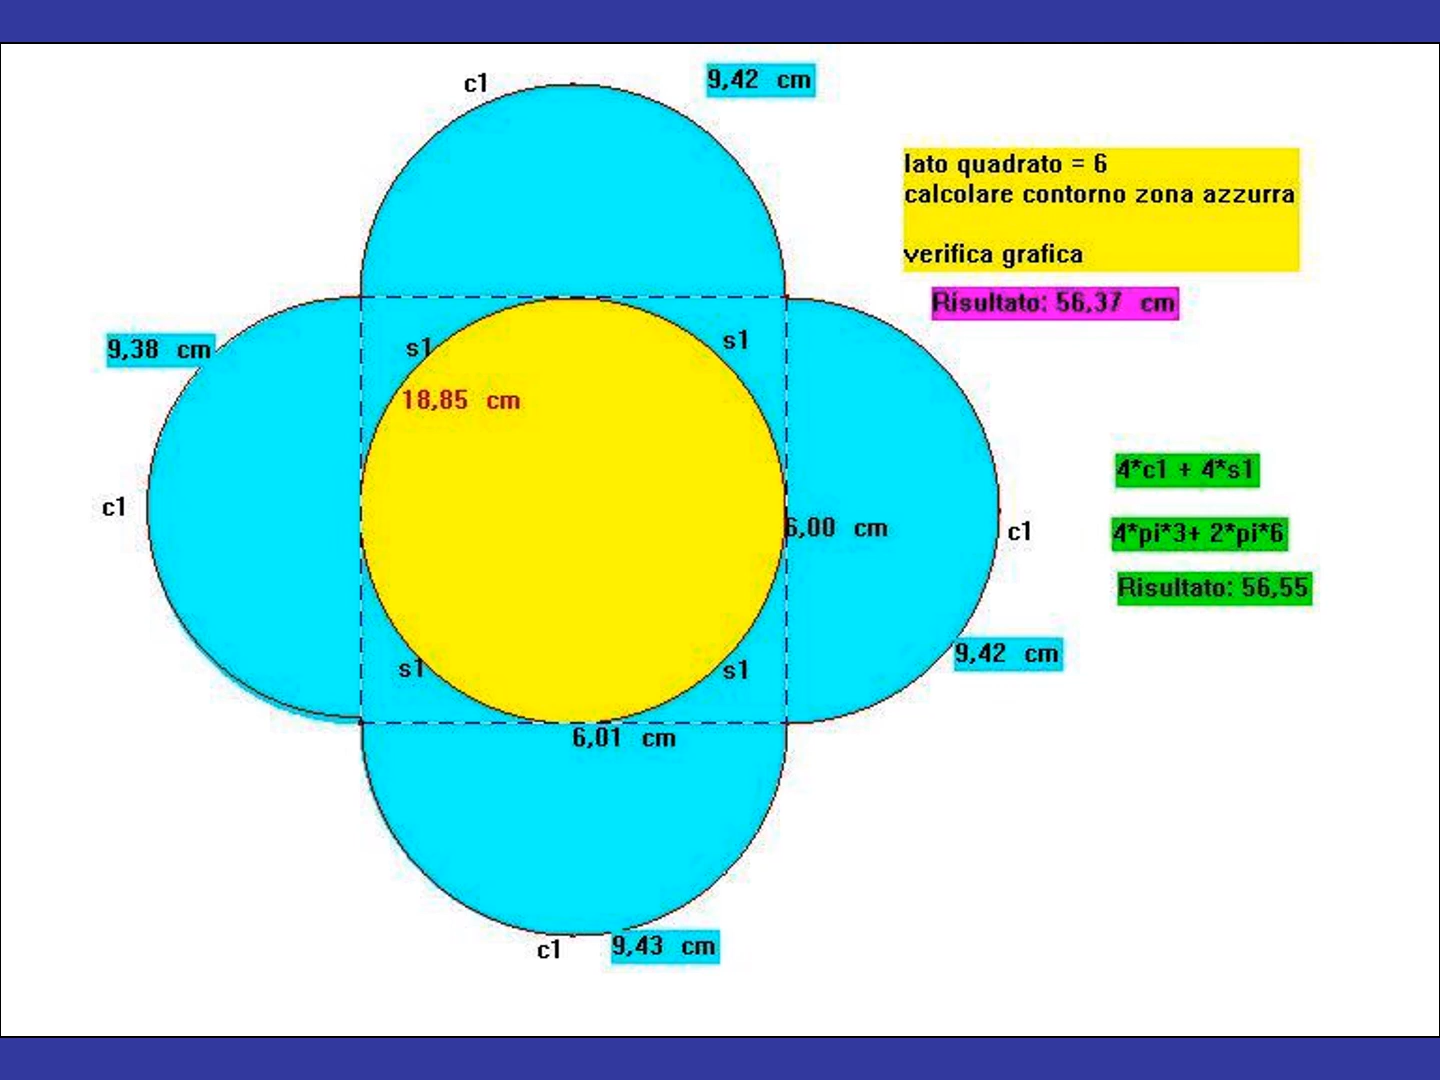 c1
9,42 cm
lato quadrato = 6
calcolare contorno zona azzurra
verifica grafica
Risultato: 56,37 cm
9,38 cm
s1
s1
18,85 cm
4*c1 + 4*s1
c1
6,00 cm
c1
4*pi*3+ 2*pi*6
Risultato: 56,55
s1
s1
9,42 cm
6,01 cm
c1
9,43 cm